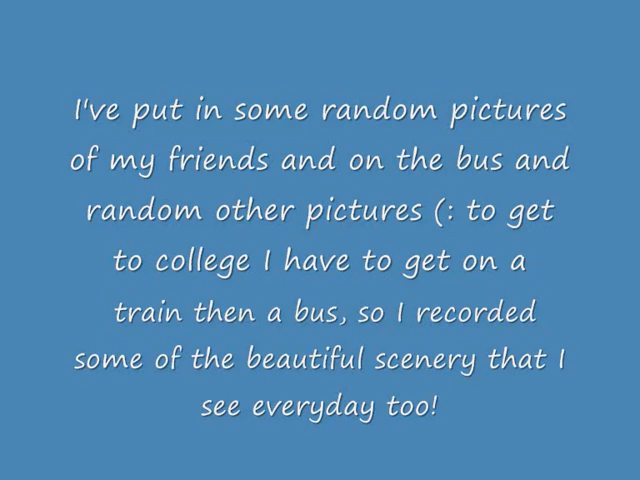 I've put in some random pictures
of my friends and on the bus and
random other pictures (: to get
to college I have to get on a
train then a bus, so I recorded
some of the beautiful scenery that I
see everyday too!